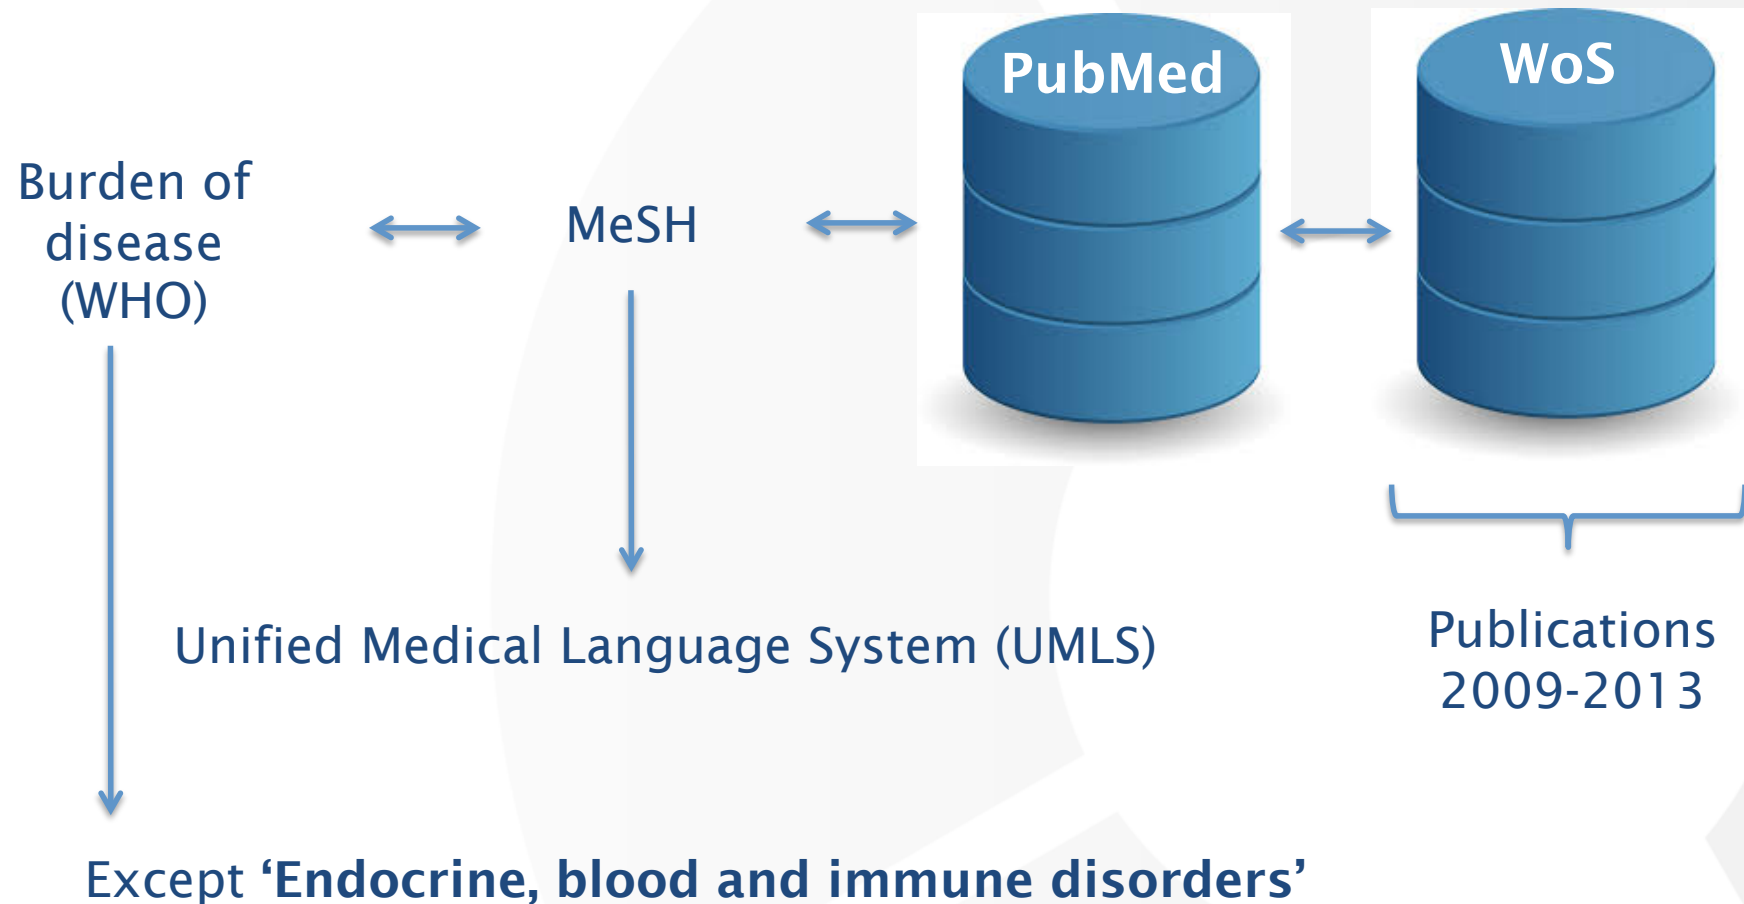 PubMed
WoS
Burden of
disease
(WHO)
MeSH
Unified Medical Language System (UMLS)
Publications
2009-2013
Except ‘Endocrine, blood and immune disorders’